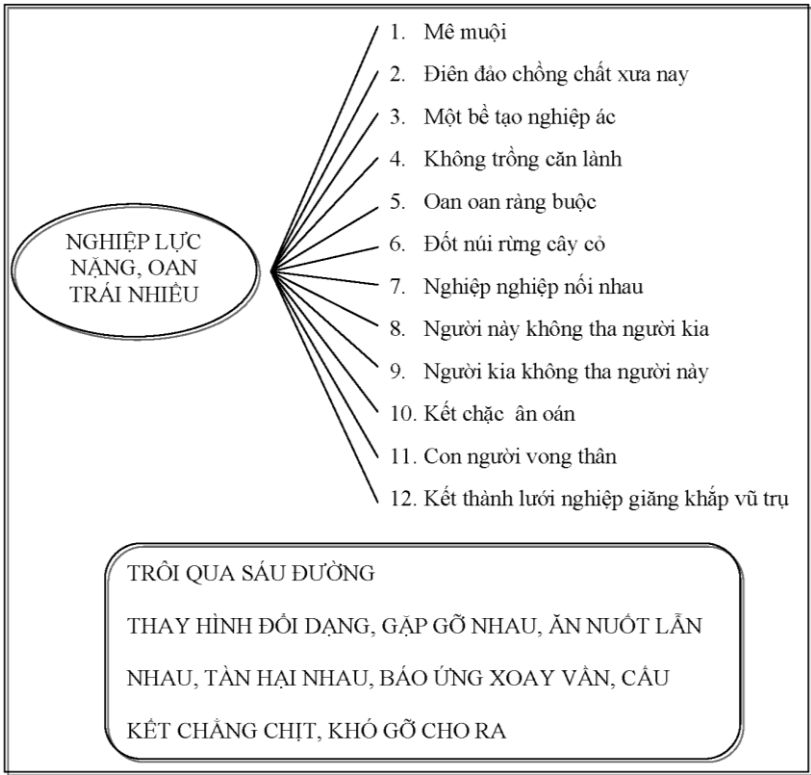 NGHIỆP LỰC
NẶNG, OAN
TRÁI NHIỀU
1. Mê muội
2. Điên đảo chồng chất xưa nay
3. Một bề tạo nghiệp ác
4. Không trồng căn lành
5. Oan oan ràng buộc
6. Đốt núi rừng cây cỏ
7. Nghiệp nghiệp nối nhau
8. Người này không tha người kia
9. Người kia không tha người này
10. Kết chặc ân oán
11. Con người vong thân
12. Kết thành lưới nghiệp giăng khắp vũ trụ
TRÔI QUA SÁU ĐƯỜNG
THAY HÌNH ĐỔI DẠNG, GẶP GỠ NHAU, ĂN NUỐT LẪN
NHAU, TÀN HẠI NHAU, BÁO ỨNG XOAY VẦN, CẤU
KẾT CHẰNG CHỊT, KHÓ GỠ CHO RA